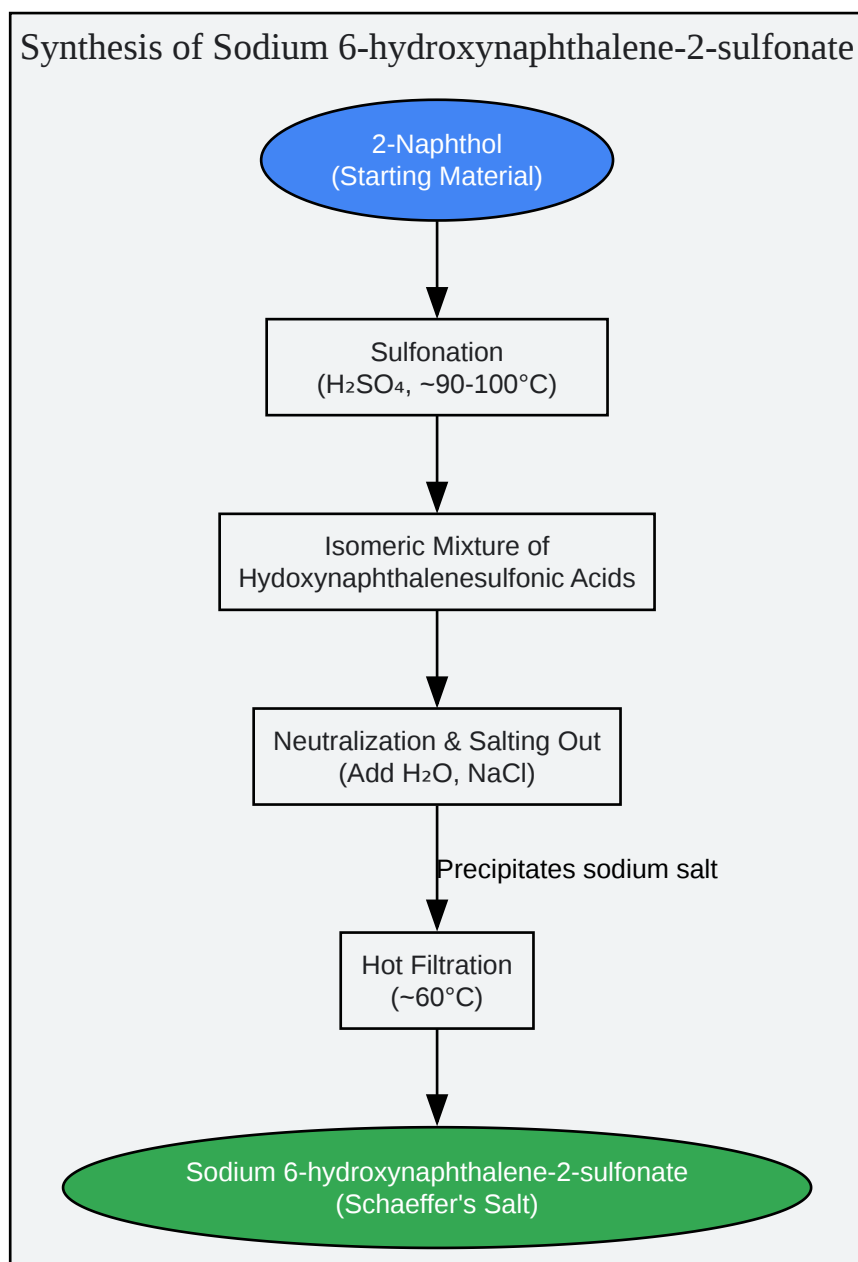 Synthesis of Sodium 6-hydroxynaphthalene-2-sulfonate
2-Naphthol
(Starting Material)
Sulfonation
(H₂SO₄, ~90-100°C)
Isomeric Mixture of
Hydoxynaphthalenesulfonic Acids
Neutralization & Salting Out
(Add H₂O, NaCl)
Precipitates sodium salt
Hot Filtration
(~60°C)
Sodium 6-hydroxynaphthalene-2-sulfonate
(Schaeffer's Salt)